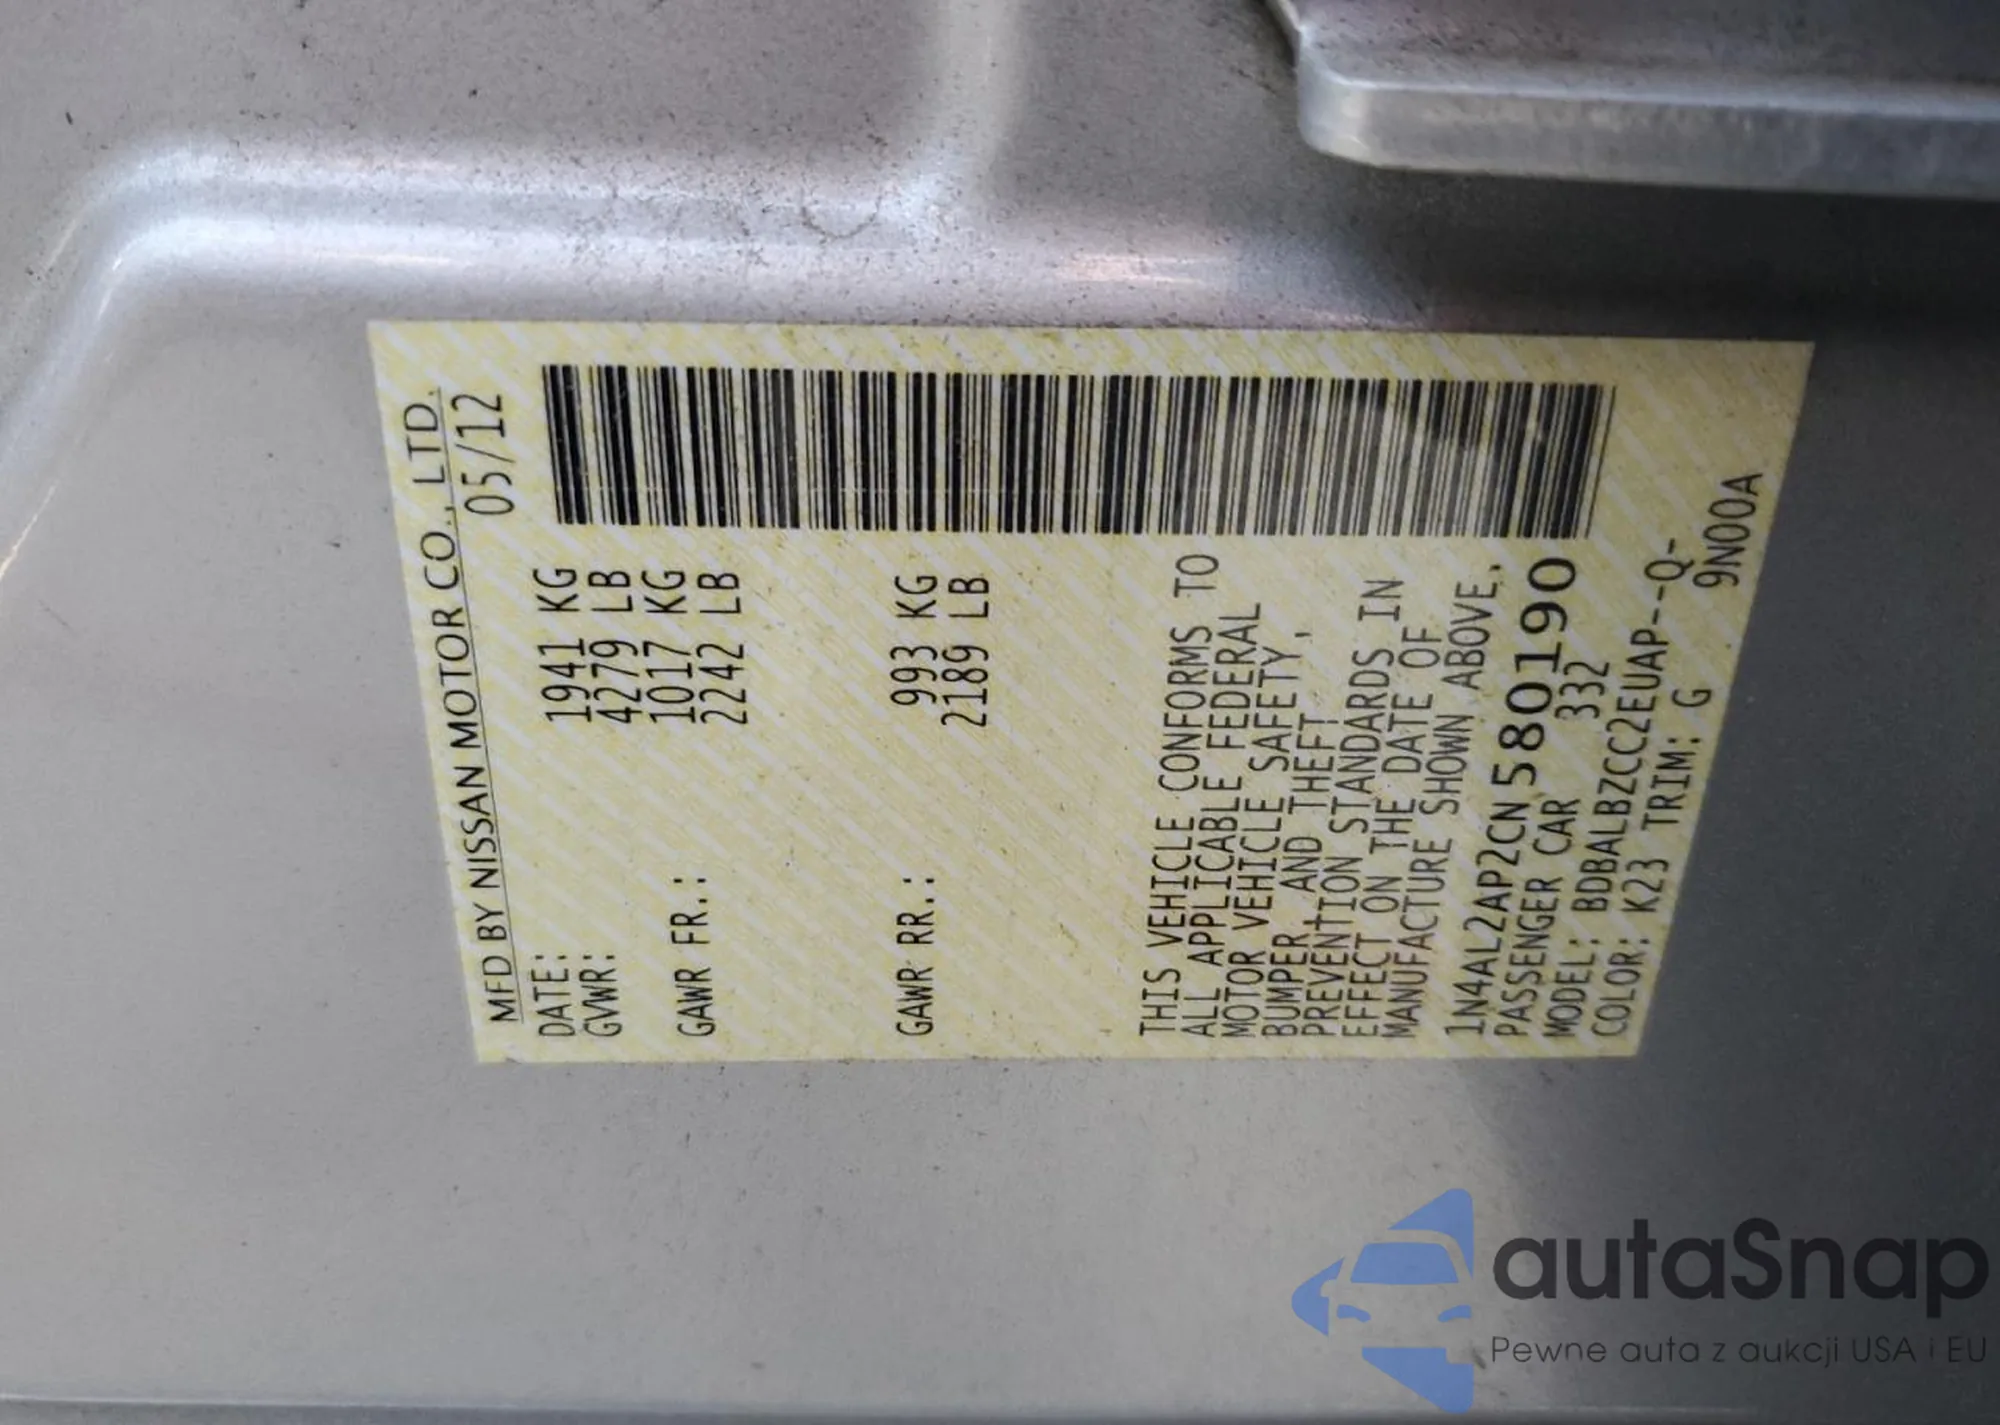 MFD BY NISSAN MOTOR CO., LTD.
DATE: 05/12
GVWR: 1941 KG
4279 LB
GAWR FR.: 1017 KG
2242 LB
GAWR RR.: 993 KG
2189 LB
THIS VEHICLE CONFORMS TO
ALL APPLICABLE FEDERAL
MOTOR VEHICLE SAFETY,
BUMPER, AND THEFT
PREVENTION STANDARDS IN
EFFECT ON THE DATE OF
MANUFACTURE SHOWN ABOVE.
1N4AL2AP2CN580190
PASSENGER CAR 332
MODEL: BDBALBZCC2EUAP--Q-
COLOR: K23 TRIM: G 9N00A
autaSnap
Pewne auta z aukcji USA i EU